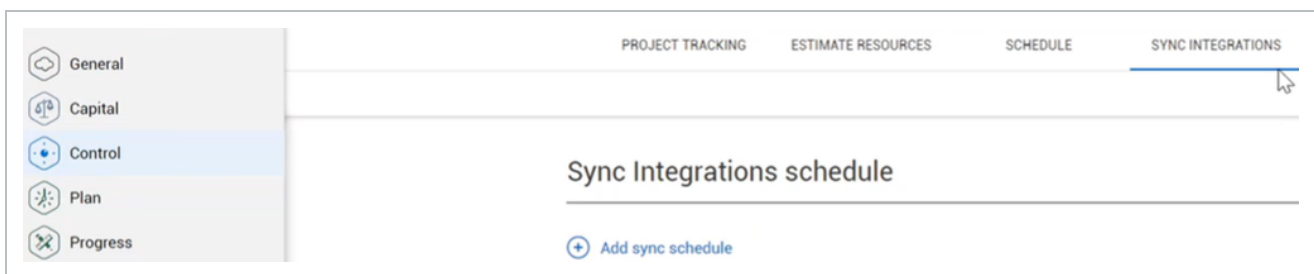 General
Capital
Control
Plan
Progress
PROJECT TRACKING ESTIMATE RESOURCES SCHEDULE SYNC INTEGRATIONS
Sync Integrations schedule
Add sync schedule